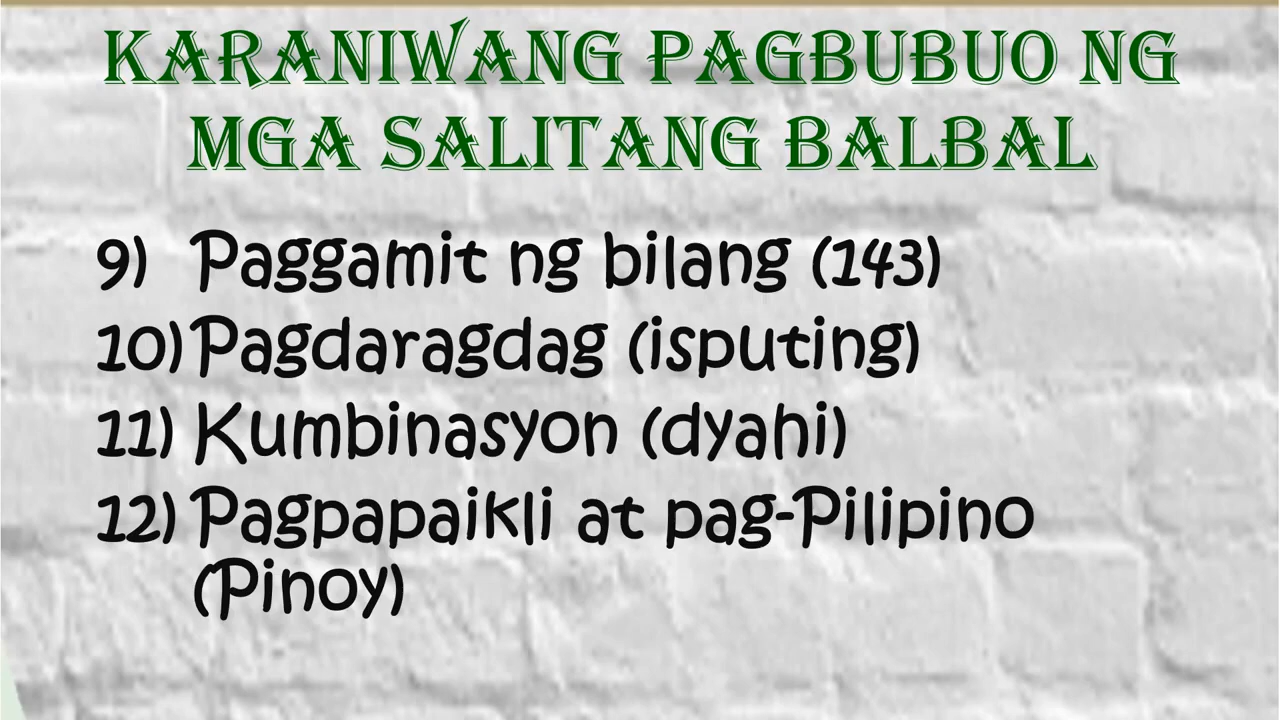 KARANIWANG PAGBUBUO NG
MGA SALITANG BALBAL
9) Paggamit ng bilang (143)
10) Pagdaragdag (isputing)
11) Kumbinasyon (dyahi)
12) Pagpapaikli at pag-Pilipino
(Pinoy)